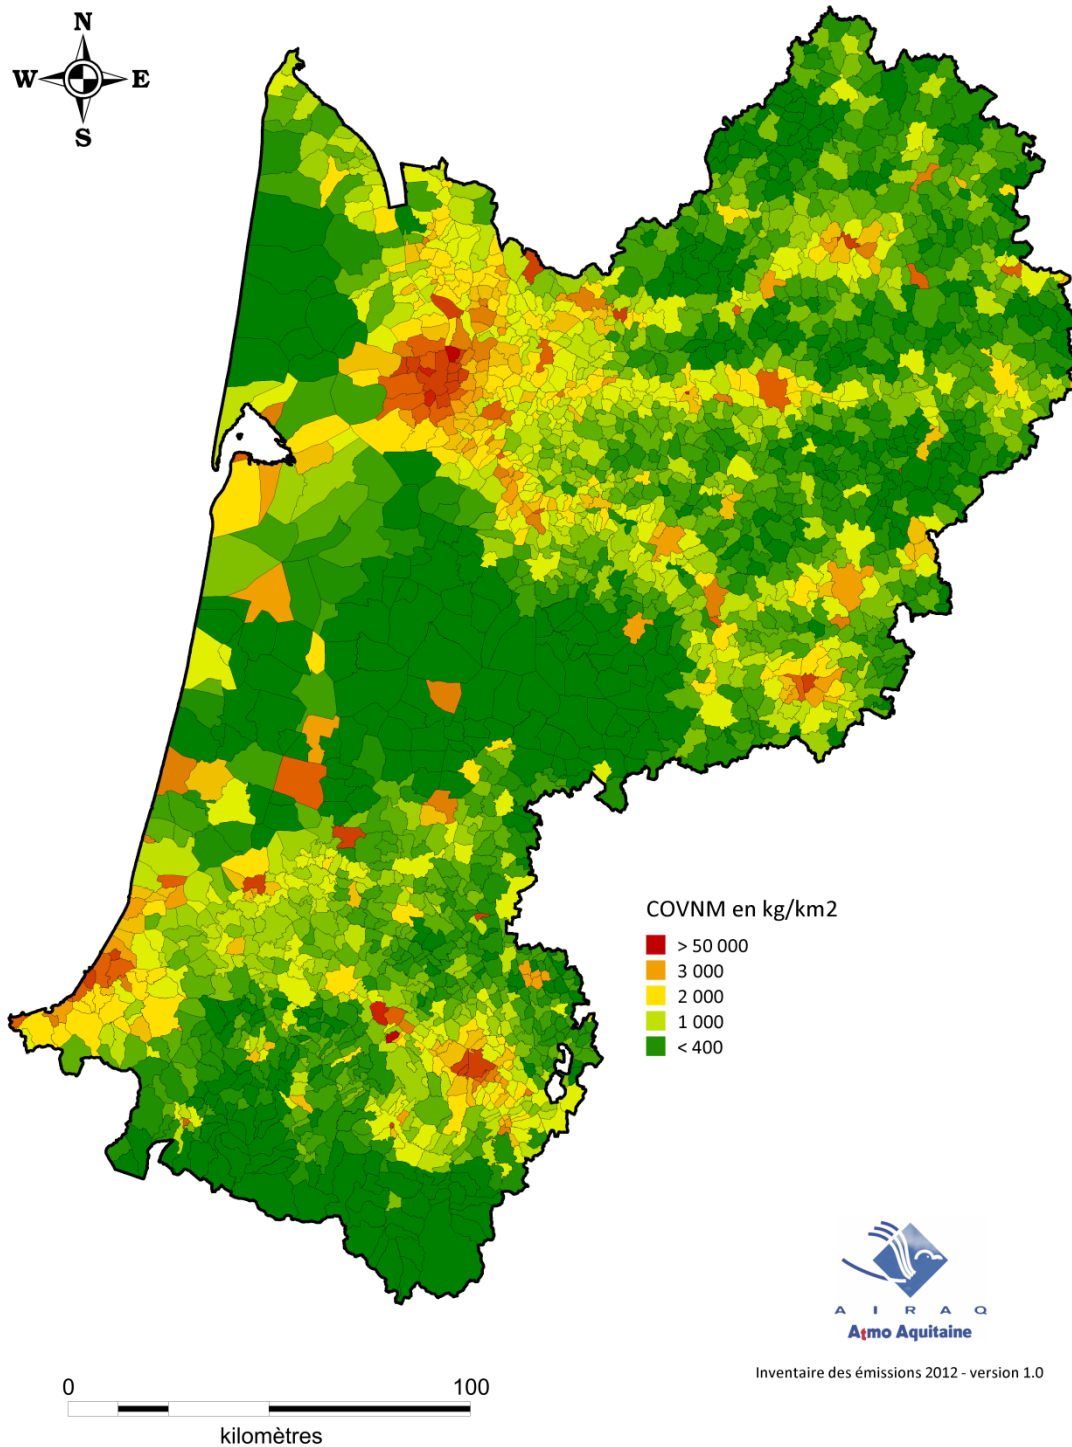 N
W E
S
COVNM en kg/km2
> 50 000
3 000
2 000
1 000
< 400
A I R A Q
Atmo Aquitaine
Inventaire des émissions 2012 - version 1.0
0 100
kilomètres